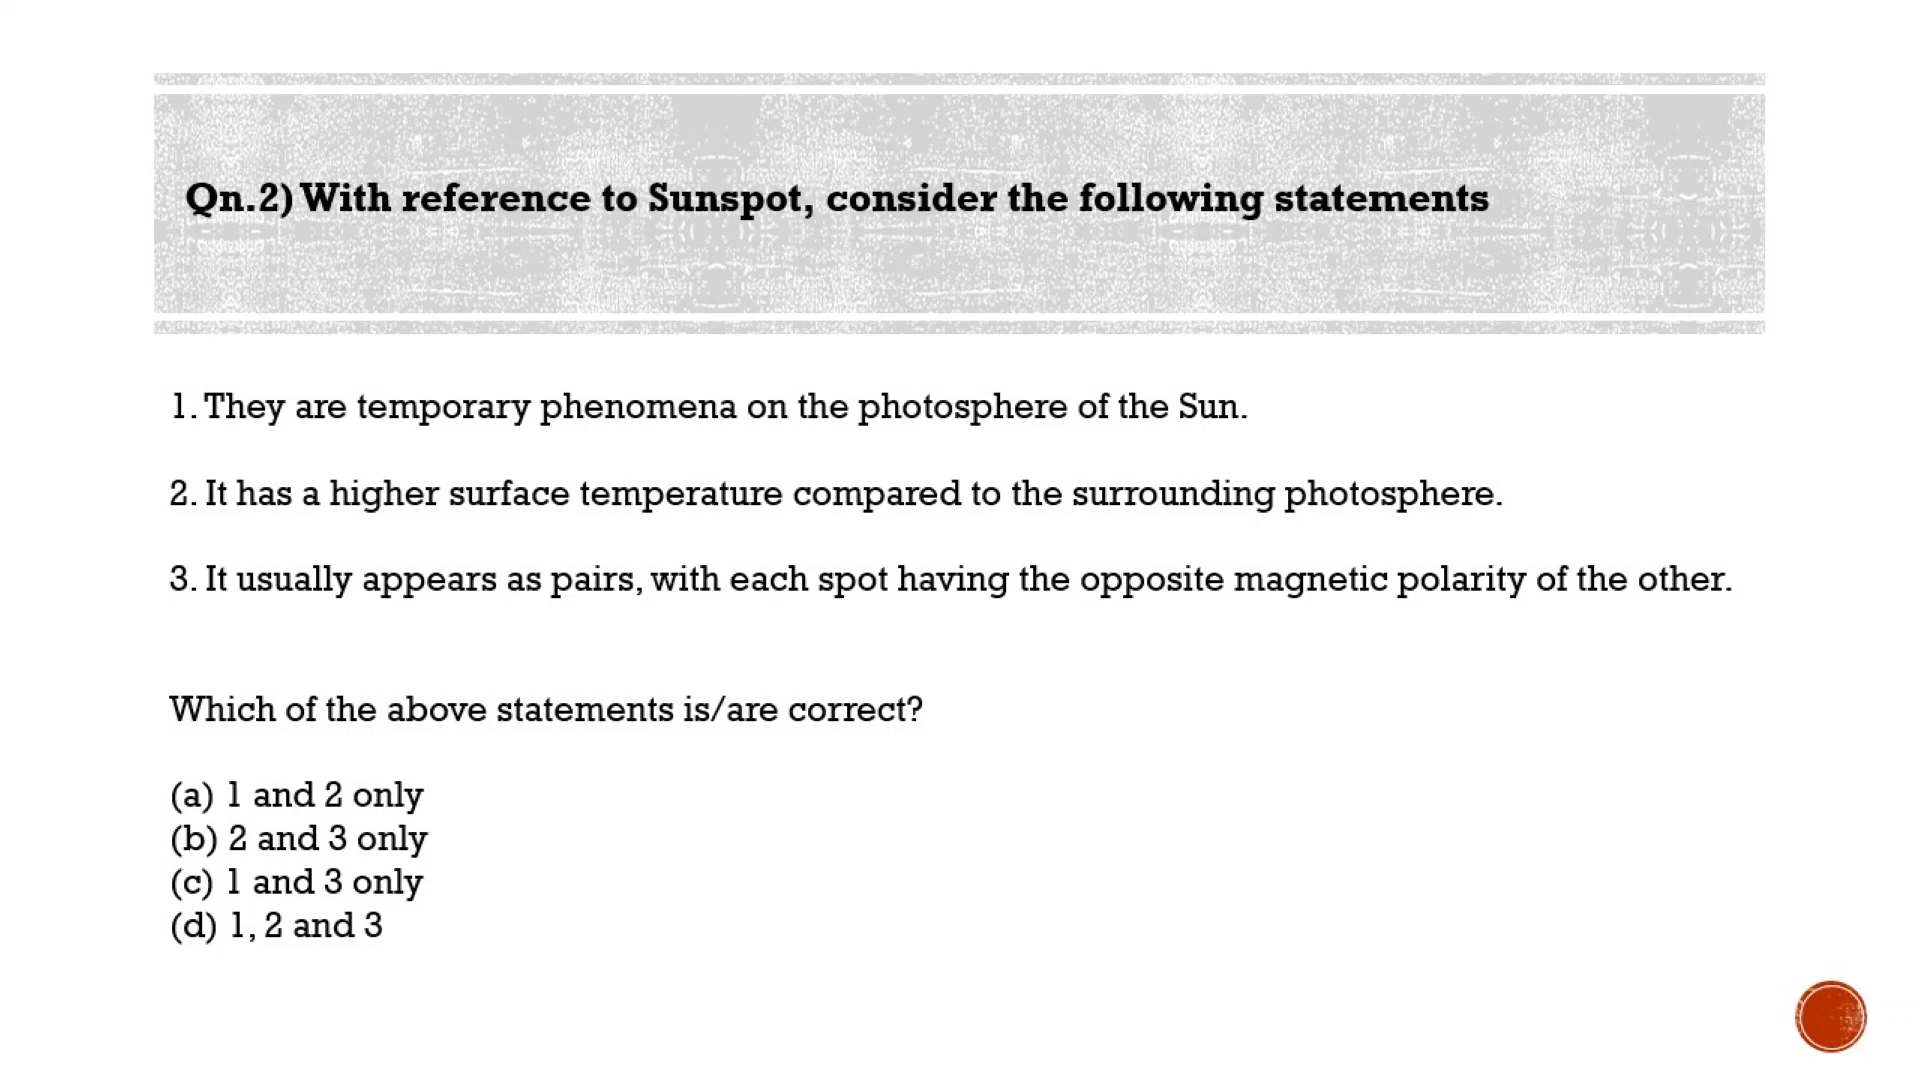 Qn.2) With reference to Sunspot, consider the following statements
1. They are temporary phenomena on the photosphere of the Sun.
2. It has a higher surface temperature compared to the surrounding photosphere.
3. It usually appears as pairs, with each spot having the opposite magnetic polarity of the other.
Which of the above statements is/are correct?
(a) 1 and 2 only
(b) 2 and 3 only
(c) 1 and 3 only
(d) 1, 2 and 3